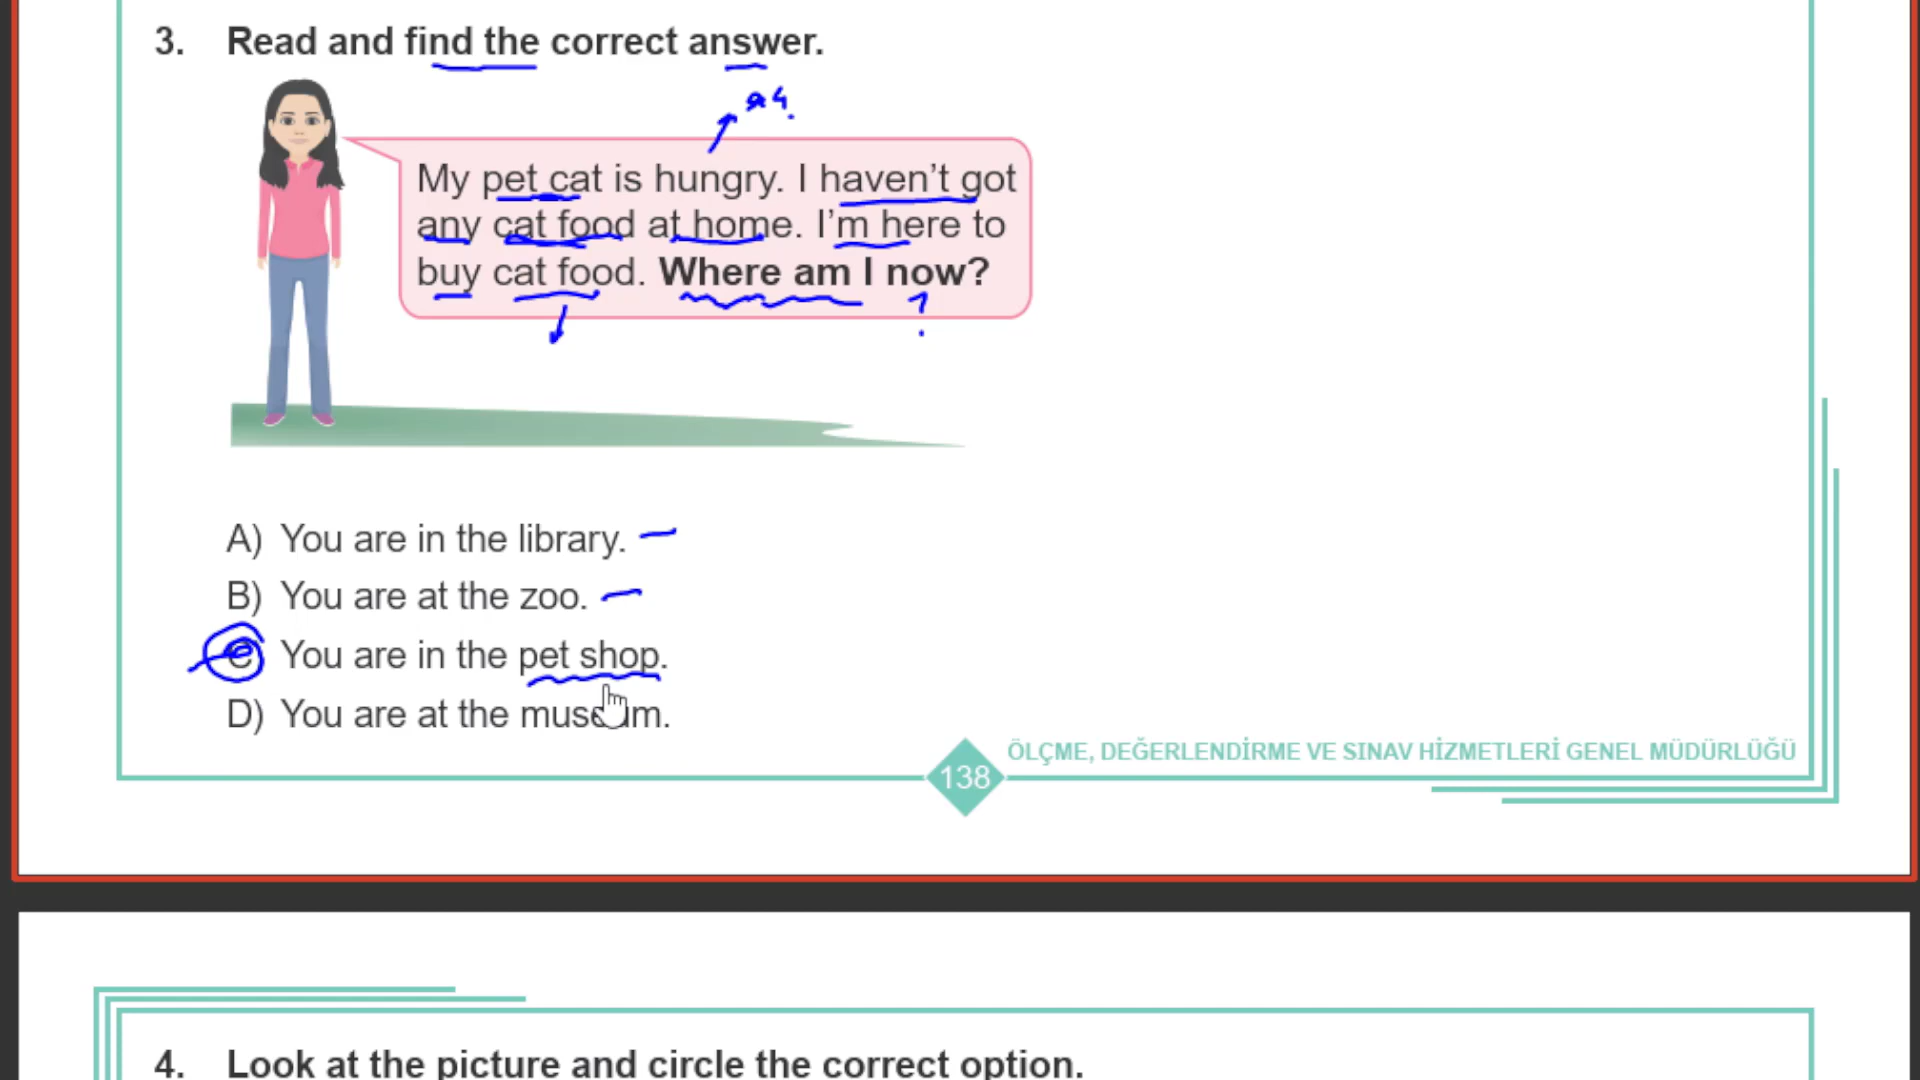 3. Read and find the correct answer.
aç.
My pet cat is hungry. I haven't got
any cat food at home. I'm here to
buy cat food. Where am I now?
?
A) You are in the library.
B) You are at the zoo.
C) You are in the pet shop.
D) You are at the museum.
ÖLÇME, DEĞERLENDİRME VE SINAV HİZMETLERİ GENEL MÜDÜRLÜĞÜ
138
4. Look at the picture and circle the correct option.